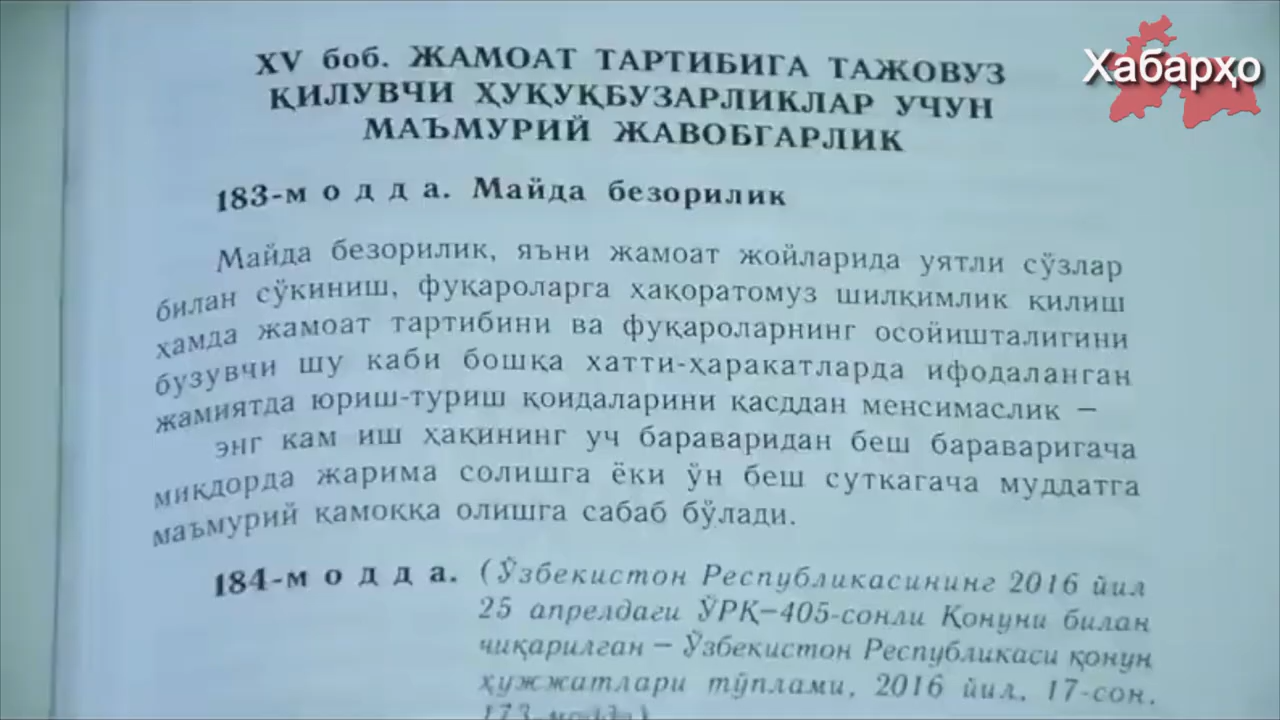 Хабарҳо
XV боб. ЖАМОАТ ТАРТИБИГА ТАЖОВУЗ
ҚИЛУВЧИ ҲУҚУҚБУЗАРЛИКЛАР УЧУН
МАЪМУРИЙ ЖАВОБГАРЛИК
183-модда. Майда безорилик
Майда безорилик, яъни жамоат жойларида уятли сўзлар
билан сўкиниш, фуқароларга ҳақоратомуз шилқимлик қилиш
ҳамда жамоат тартибини ва фуқароларнинг осойишталигини
бузувчи шу каби бошқа хатти-ҳаракатларда ифодаланган
жамиятда юриш-туриш қоидаларини қасддан менсимаслик —
энг кам иш ҳақининг уч бараваридан беш бараваригача
миқдорда жарима солишга ёки ўн беш суткагача муддатга
маъмурий қамоққа олишга сабаб бўлади.
184-модда. (Ўзбекистон Республикасининг 2016 йил
25 апрелдаги ЎРҚ—405-сонли Қонуни билан
чиқарилган — Ўзбекистон Республикаси қонун
ҳужжатлари тўплами, 2016 йил, 17-сон,
173-модда)